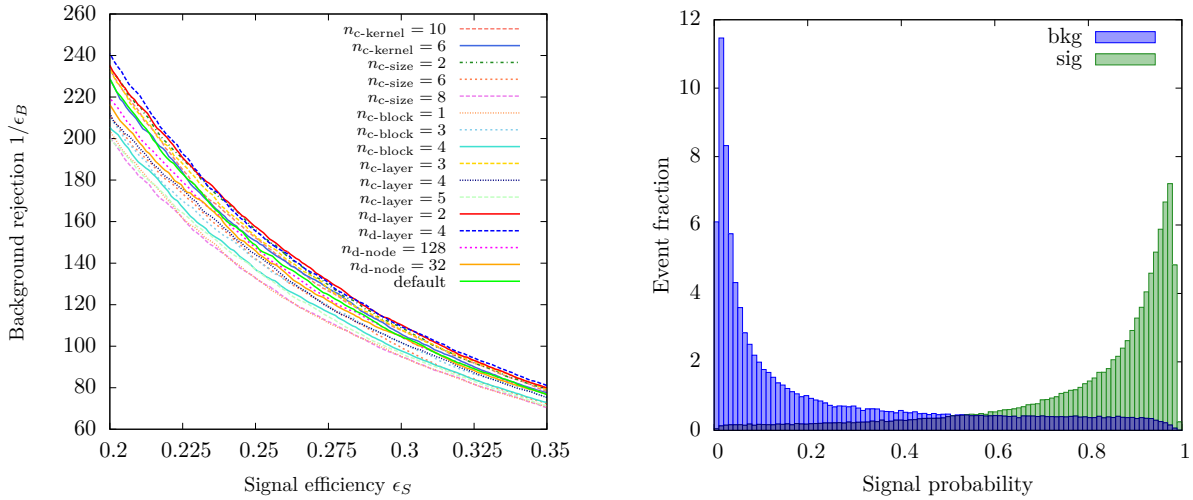 260
240
220
200
180
160
140
120
100
80
60
0.2 0.225 0.25 0.275 0.3 0.325 0.35
Background rejection 1/ϵ_B
Signal efficiency ϵ_S
n_c-kernel = 10
n_c-kernel = 6
n_c-size = 2
n_c-size = 6
n_c-size = 8
n_c-block = 1
n_c-block = 3
n_c-block = 4
n_c-layer = 3
n_c-layer = 4
n_c-layer = 5
n_d-layer = 2
n_d-layer = 4
n_d-node = 128
n_d-node = 32
default
12
10
8
6
4
2
0
0 0.2 0.4 0.6 0.8 1
Event fraction
Signal probability
bkg
sig